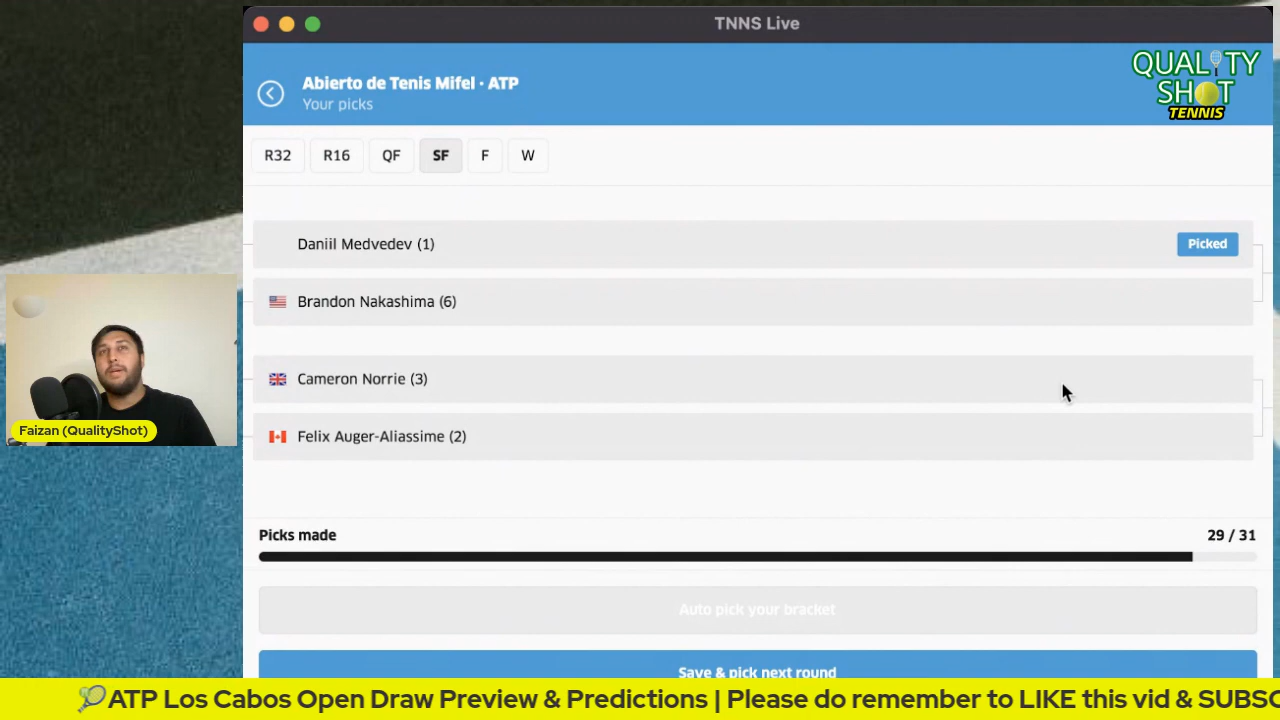 TNNS Live
Abierto de Tenis Mifel · ATP
Your picks
QUALITY
SHOT
TENNIS
R32
R16
QF
SF
F
W
Daniil Medvedev (1)
Picked
Brandon Nakashima (6)
Cameron Norrie (3)
Felix Auger-Aliassime (2)
Faizan (QualityShot)
Picks made
29 / 31
Auto pick your bracket
Save & pick next round
ATP Los Cabos Open Draw Preview & Predictions | Please do remember to LIKE this vid & SUBSC